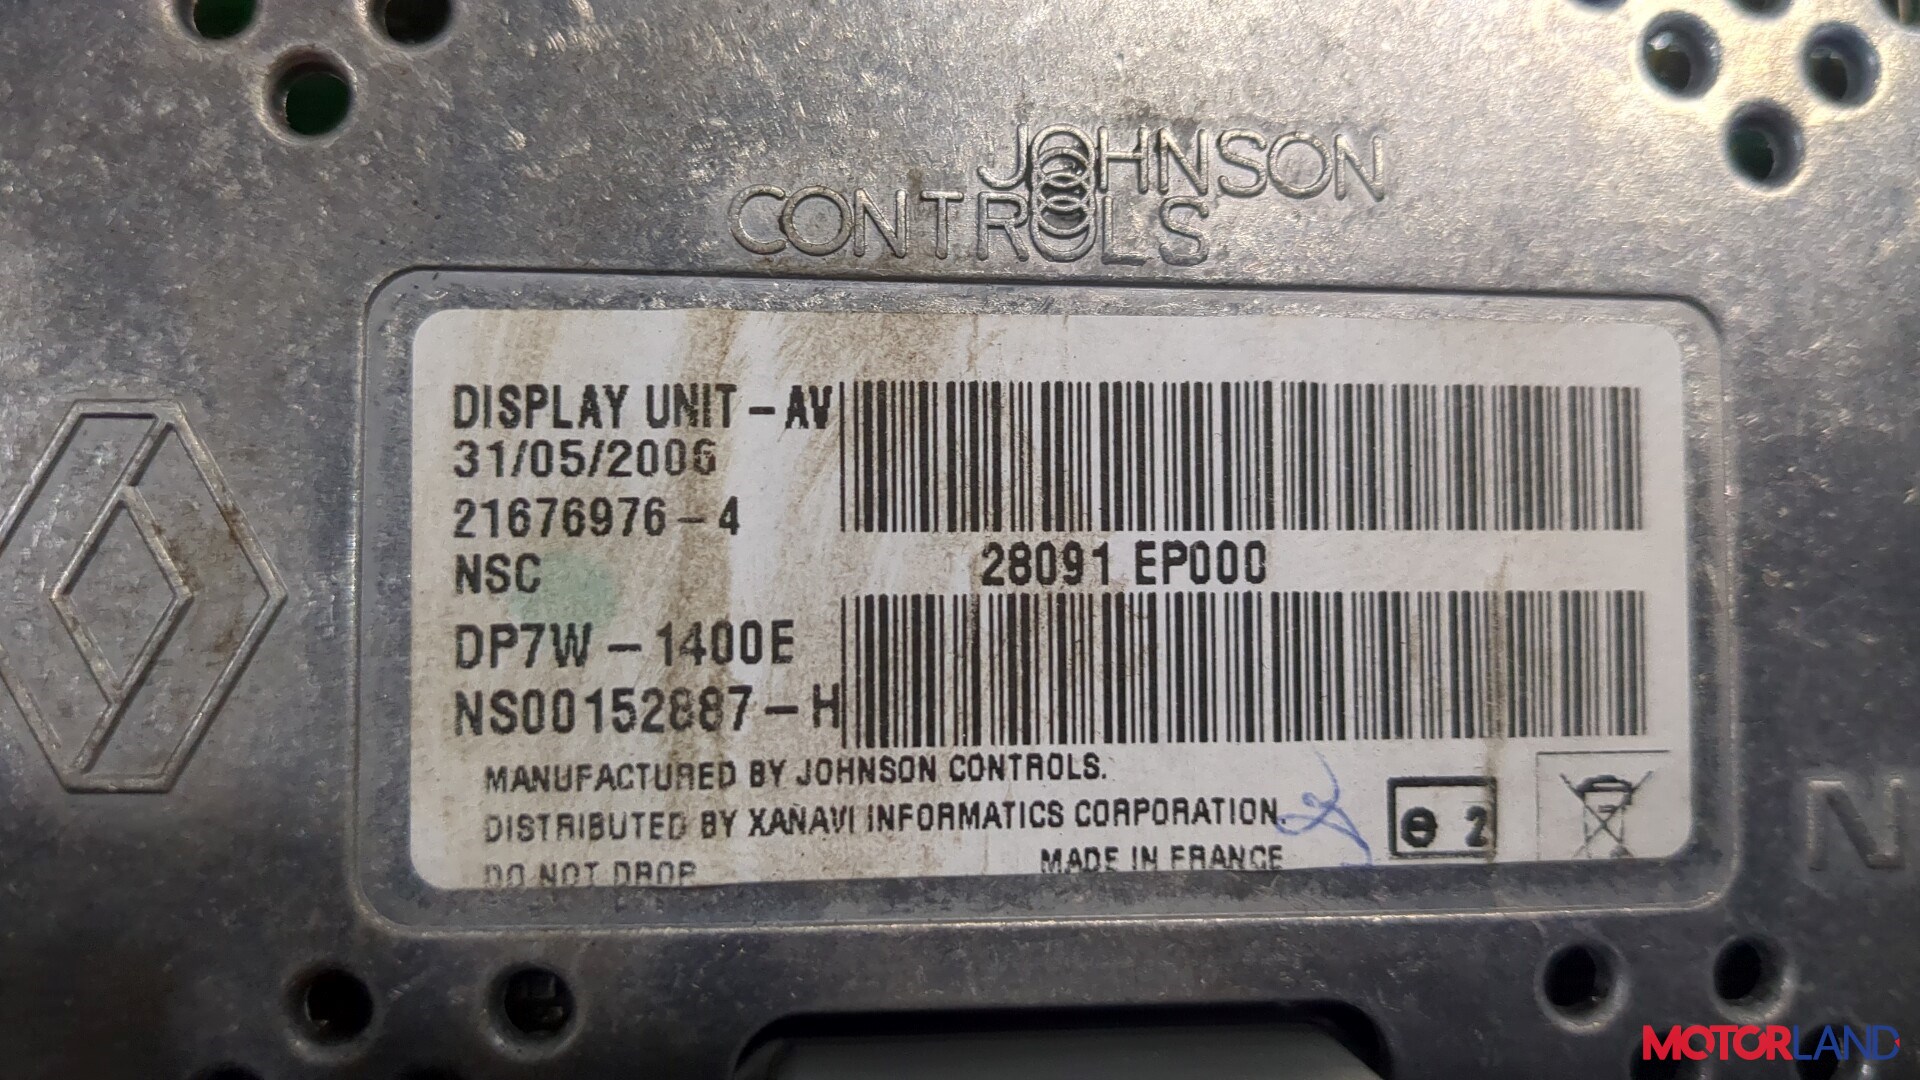 JOHNSON
CONTROLS
DISPLAY UNIT - AV
31/05/2006
21676976 - 4
NSC
28091 EP000
DP7W - 1400E
NS00152887 - H
MANUFACTURED BY JOHNSON CONTROLS.
DISTRIBUTED BY XANAVI INFORMATICS CORPORATION.
DO NOT DROP
MADE IN FRANCE
2
N
MOTORLAND